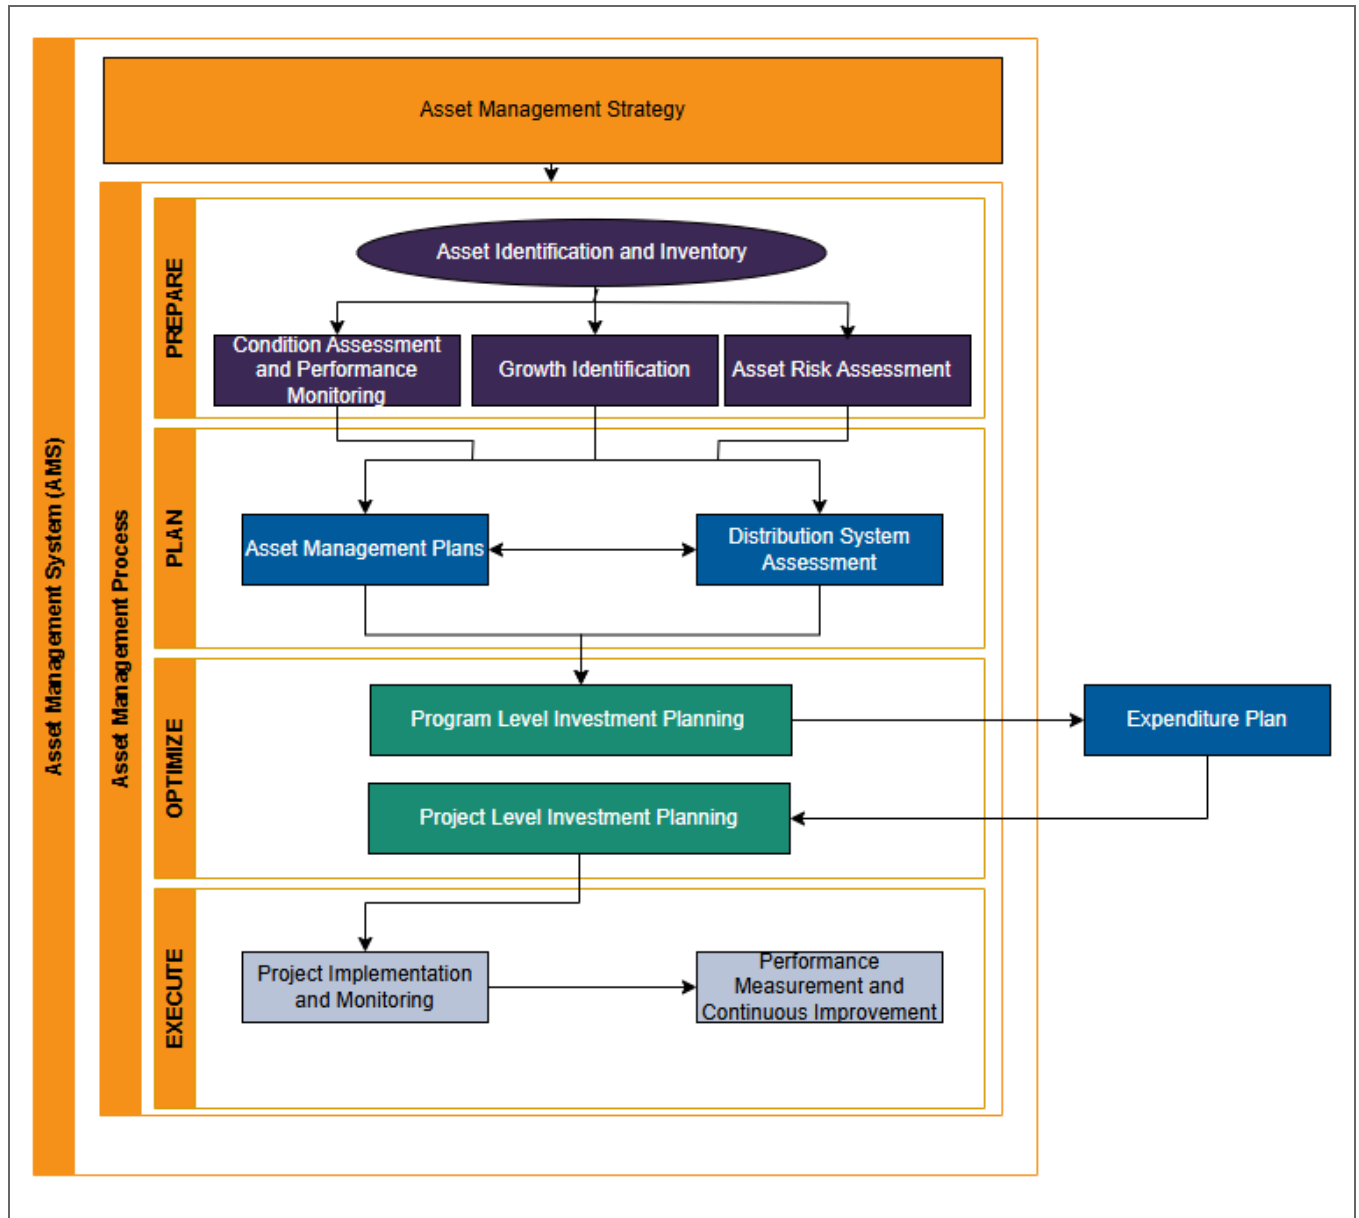 Asset Management System (AMS)
Asset Management Strategy
Asset Management Process
PREPARE
Asset Identification and Inventory
Condition Assessment
and Performance
Monitoring
Growth Identification
Asset Risk Assessment
PLAN
Asset Management Plans
Distribution System
Assessment
OPTIMIZE
Program Level Investment Planning
Expenditure Plan
Project Level Investment Planning
EXECUTE
Project Implementation
and Monitoring
Performance
Measurement and
Continuous Improvement